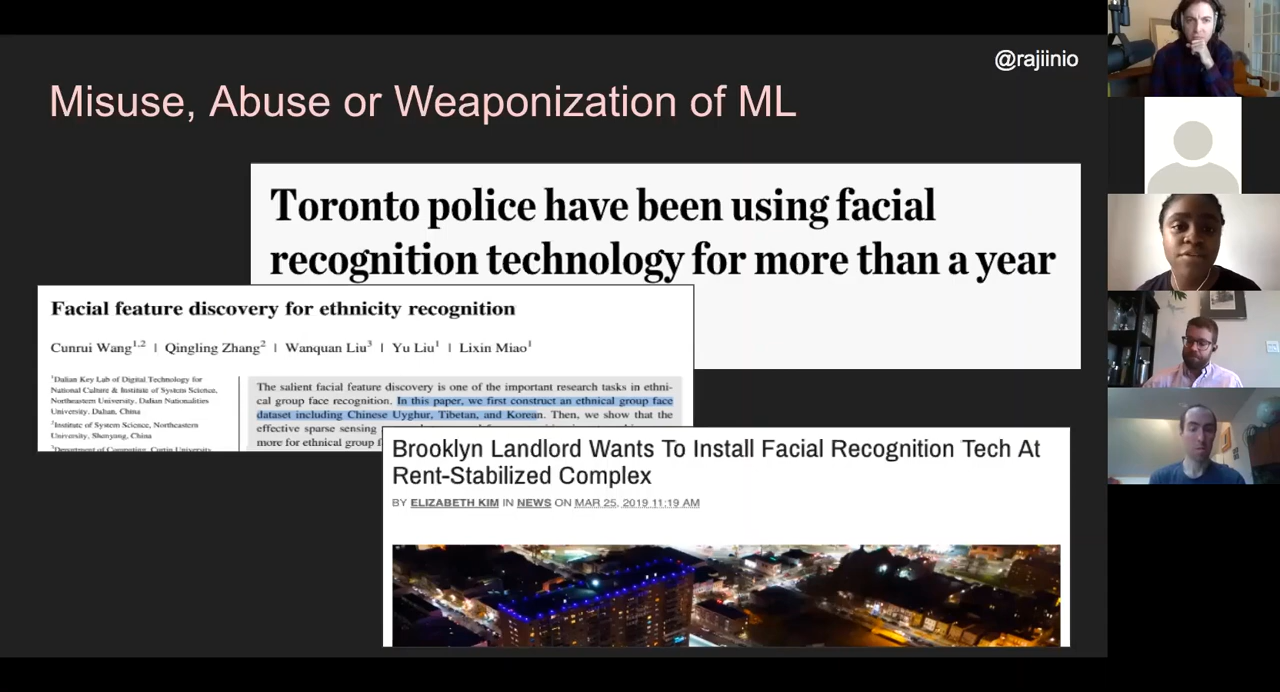 @rajiinio
Misuse, Abuse or Weaponization of ML
Toronto police have been using facial
recognition technology for more than a year
Facial feature discovery for ethnicity recognition
Cunrui Wang1,2 | Qingling Zhang2 | Wanquan Liu3 | Yu Liu1 | Lixin Miao1
1Dalian Key Lab of Digital Technology for
National Culture & Institute of System Science,
Northeastern University, Dalian Nationalities
University, Dalian, China
2Institute of System Science, Northeastern
University, Shenyang, China
3Department of Computing, Curtin University
The salient facial feature discovery is one of the important research tasks in ethni-
cal group face recognition. In this paper, we first construct an ethnical group face
dataset including Chinese Uyghur, Tibetan, and Korean. Then, we show that the
effective sparse sensing
more for ethnical group f
Brooklyn Landlord Wants To Install Facial Recognition Tech At
Rent-Stabilized Complex
BY ELIZABETH KIM IN NEWS ON MAR 25, 2019 11:19 AM